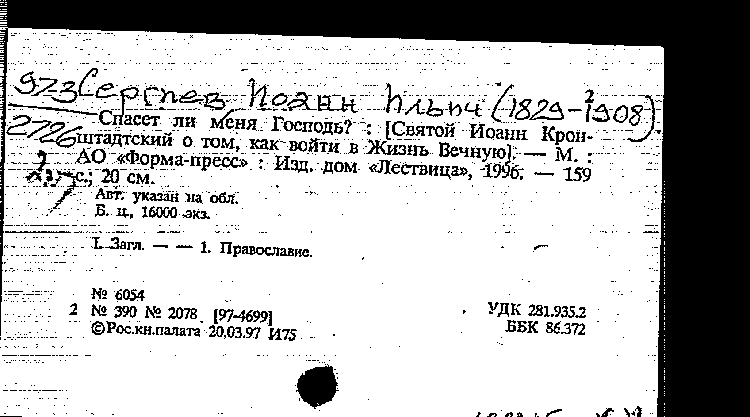 973 Сергиев, Иоанн Ильич (1829-1908).
2726 Спасет ли меня Господь? : [Святой Иоанн Крон-
штадтский о том, как войти в Жизнь Вечную]. — М. :
АО «Форма-пресс» : Изд. дом «Лествица», 1996. — 159
с.; 20 см.
Авт. указан на обл.
Б. ц., 16000 экз.
I. Загл. — — 1. Православие.
№ 6054
2 № 390 № 2078 [97-4699]
©Рос.кн.палата 20.03.97 И75
УДК 281.935.2
ББК 86.372